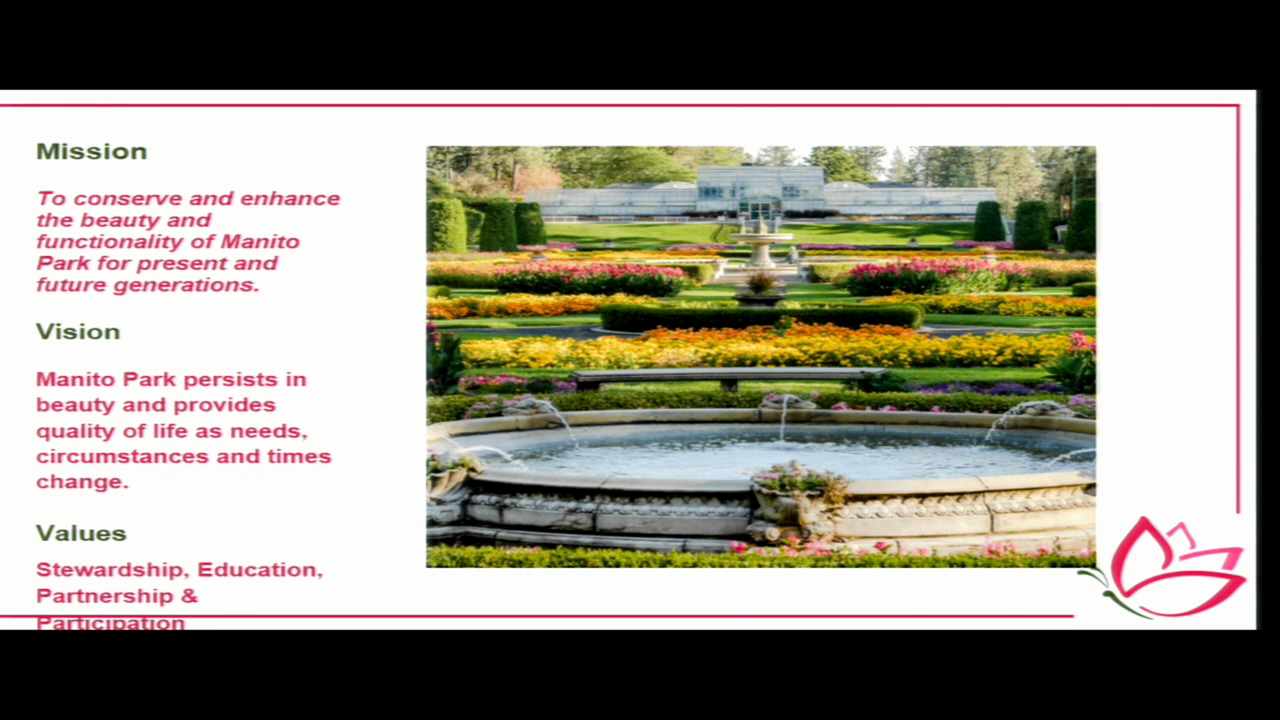 Mission
To conserve and enhance
the beauty and
functionality of Manito
Park for present and
future generations.
Vision
Manito Park persists in
beauty and provides
quality of life as needs,
circumstances and times
change.
Values
Stewardship, Education,
Partnership &
Participation